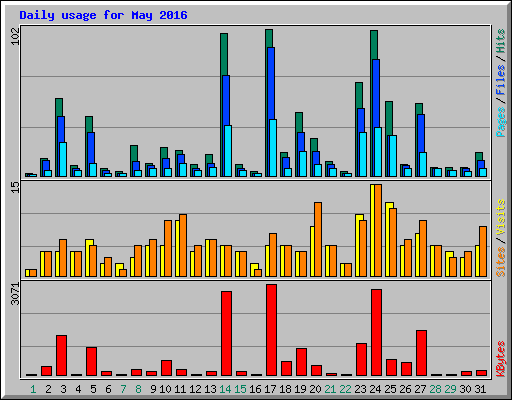 Daily usage for May 2016
102
Pages / Files / Hits
15
Sites / Visits
3071
KBytes
1 2 3 4 5 6 7 8 9 10 11 12 13 14 15 16 17 18 19 20 21 22 23 24 25 26 27 28 29 30 31